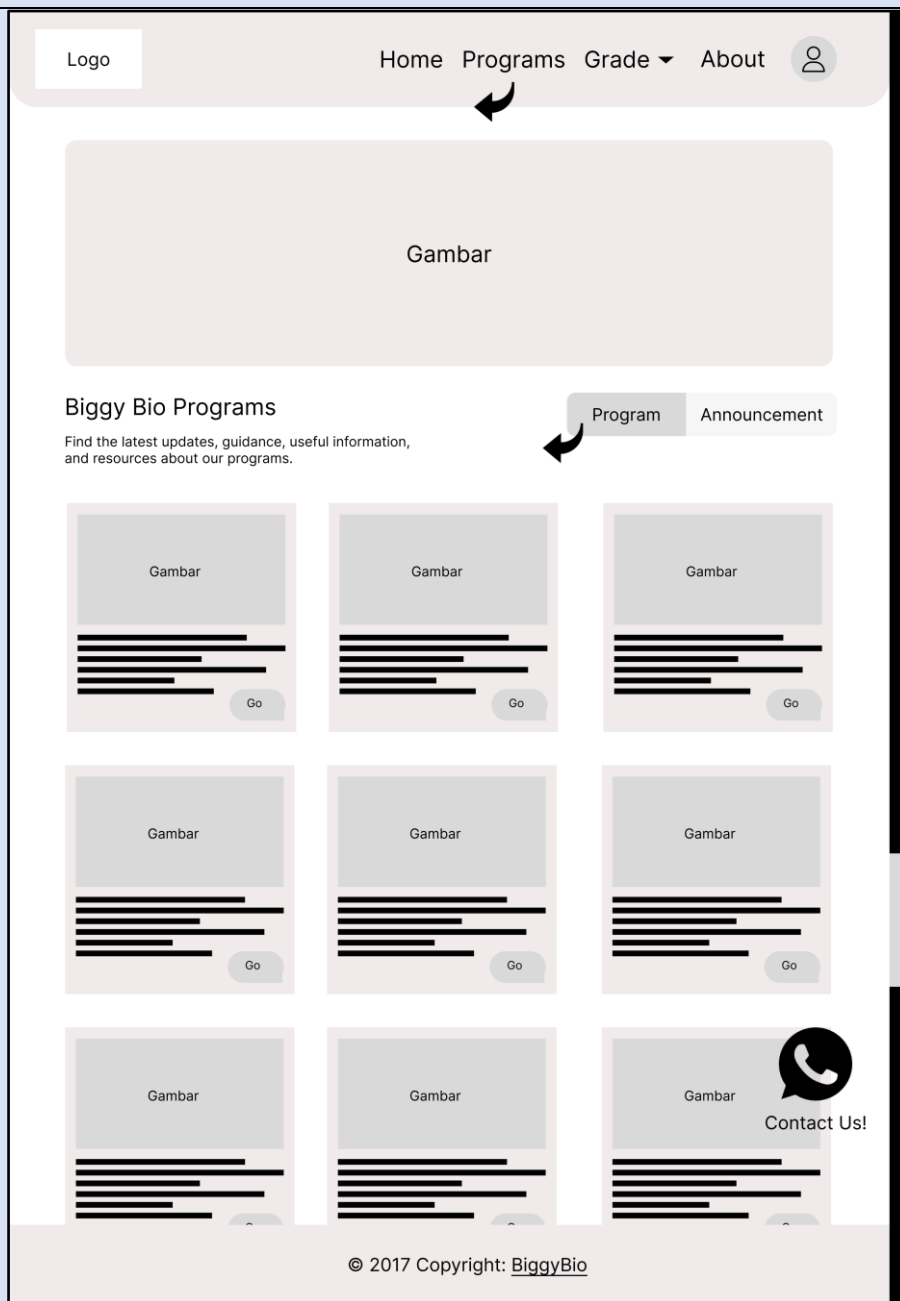 Logo
Home Programs Grade About
Gambar
Biggy Bio Programs
Program Announcement
Find the latest updates, guidance, useful information,
and resources about our programs.
Gambar Gambar Gambar
Go Go Go
Gambar Gambar Gambar
Go Go Go
Gambar Gambar Gambar
Contact Us!
© 2017 Copyright: BiggyBio